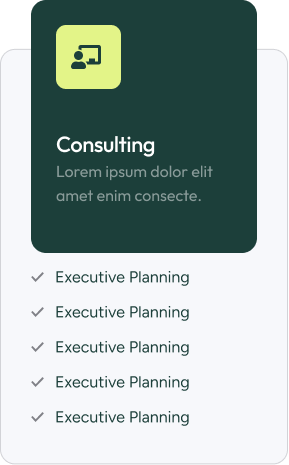 Consulting
Lorem ipsum dolor elit
amet enim consecte.
Executive Planning
Executive Planning
Executive Planning
Executive Planning
Executive Planning